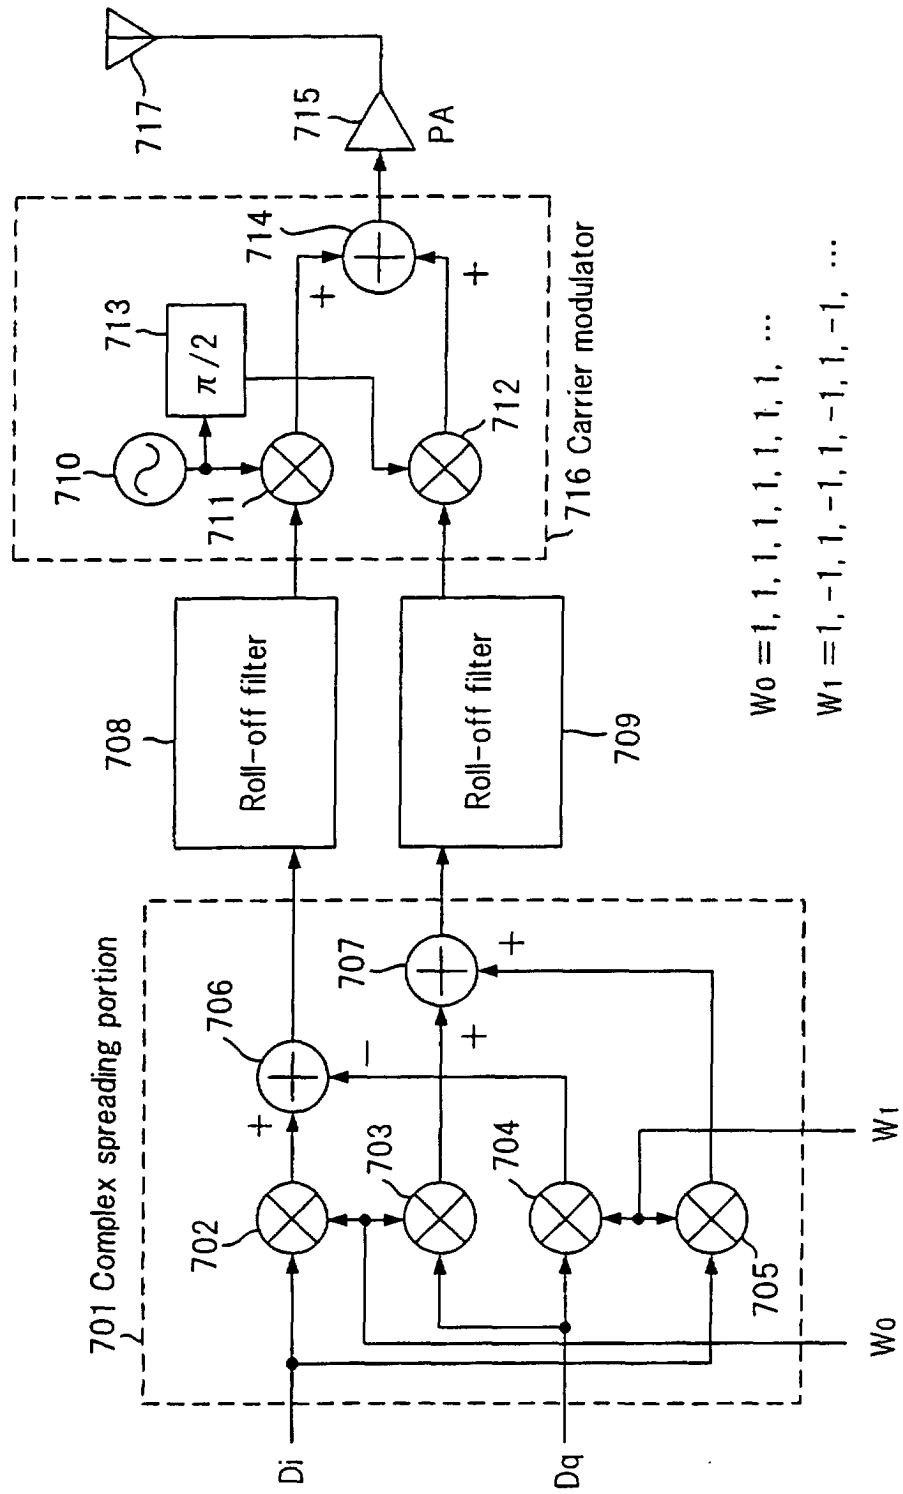 701 Complex spreading portion
Di
Dq
702
703
704
705
706
707
+
−
+
+
W0
W1
708
Roll-off filter
709
Roll-off filter
710
711
712
713
π/2
714
+
+
716 Carrier modulator
715
PA
717
W0 = 1, 1, 1, 1, 1, 1, 1, 1, ...
W1 = 1, -1, 1, -1, 1, -1, 1, -1, ...